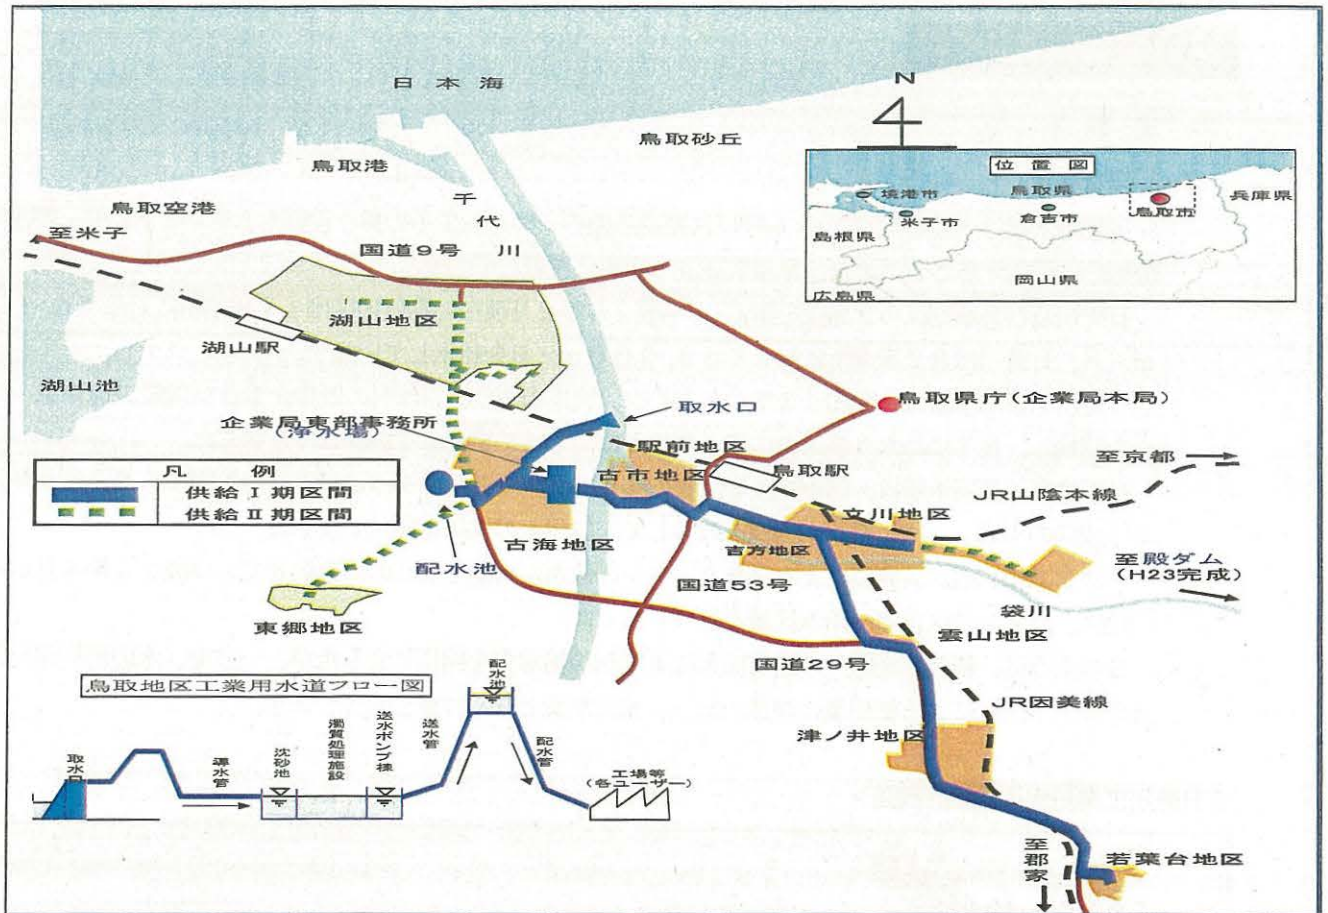 日本海
N
鳥取砂丘
鳥取港
千代川
鳥取空港
至米子
国道9号
位置図
境港市
鳥取県
兵庫県
米子市
倉吉市
鳥取市
島根県
岡山県
広島県
湖山地区
湖山駅
湖山池
鳥取県庁(企業局本局)
取水口
企業局東部事務所
(浄水場)
駅前地区
古市地区
鳥取駅
至京都
JR山陰本線
凡例
供給Ⅰ期区間
供給Ⅱ期区間
立川地区
吉方地区
古海地区
配水池
国道53号
至殿ダム
(H23完成)
袋川
東郷地区
雲山地区
国道29号
JR因美線
津ノ井地区
至郡家
若葉台地区
鳥取地区工業用水道フロー図
取水口
導水管
沈砂池
濁質処理施設
送水ポンプ棟
送水管
配水池
配水管
工場等
(各ユーザー)